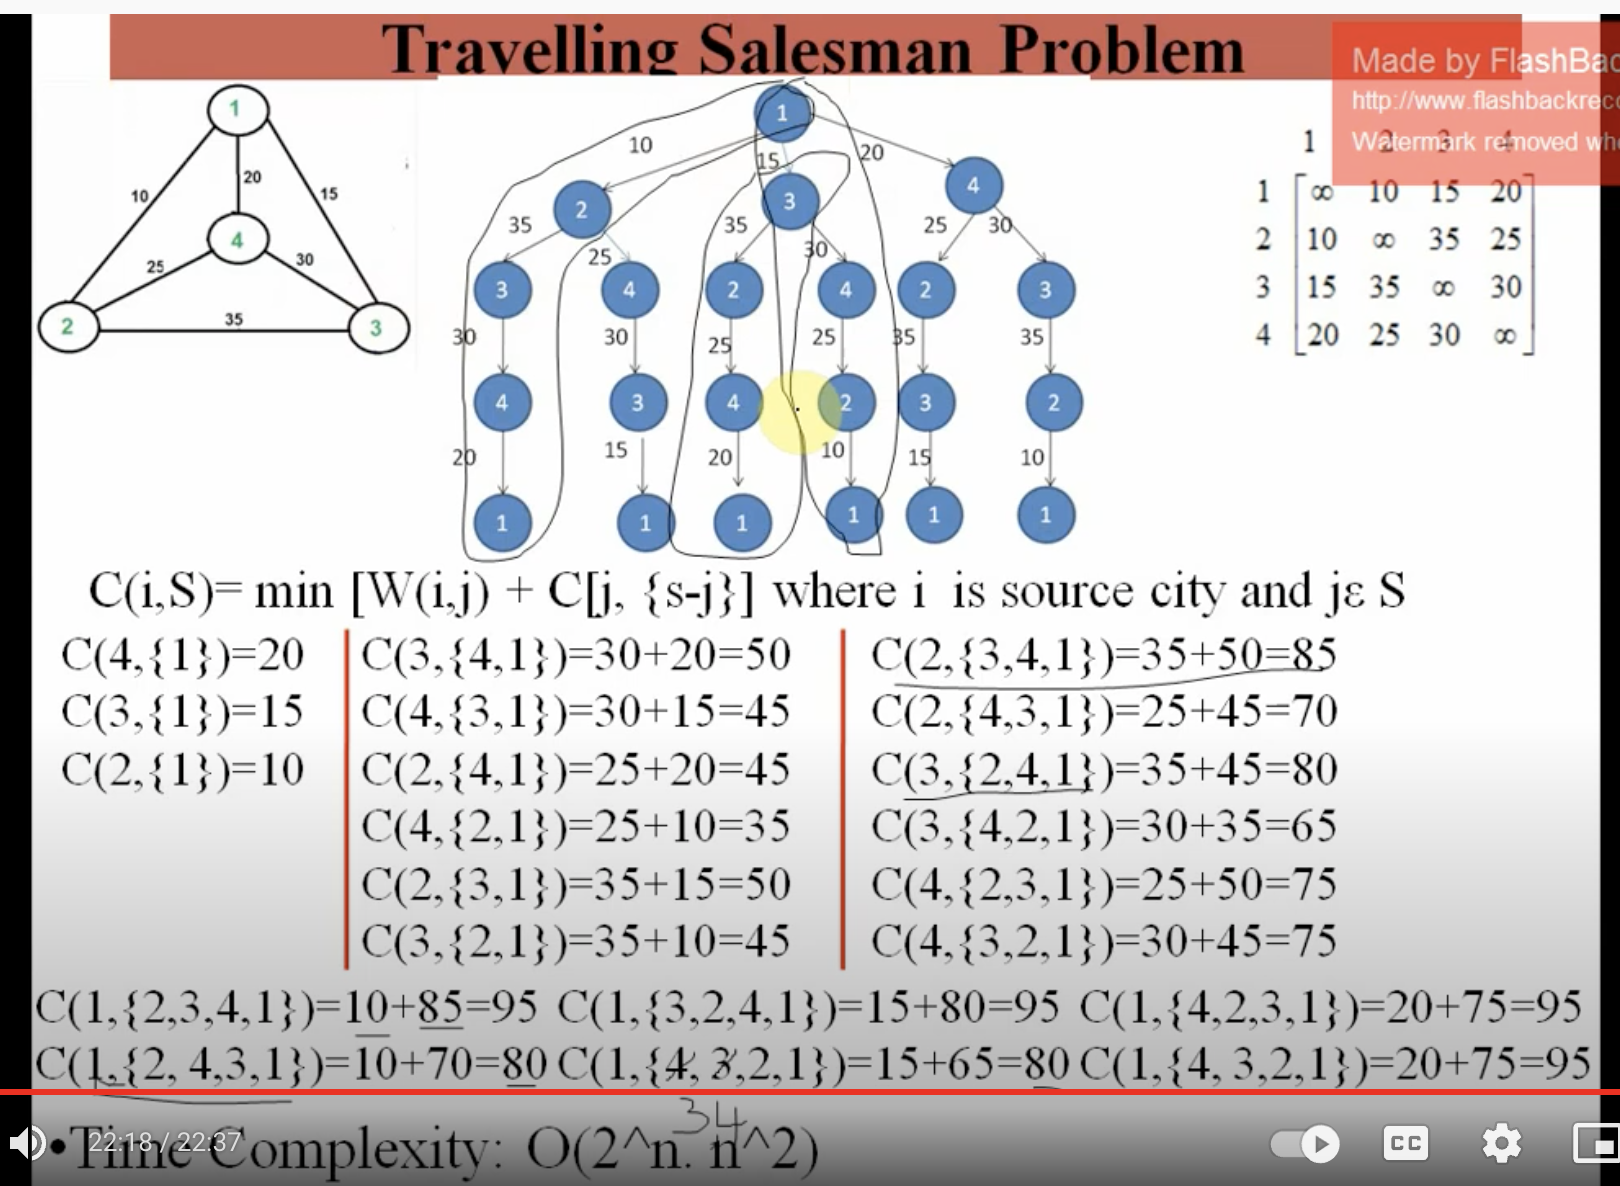 Travelling Salesman Problem
Made by FlashBac
http://www.flashbackreco
Watermark removed whe
1
10
20
15
4
25
30
2
35
3
1
10
15
20
2
3
4
35
25
35
30
25
30
3
4
2
4
2
3
30
30
25
25
35
35
4
3
4
2
3
2
20
15
20
10
15
10
1
1
1
1
1
1
1 2 3 4
1 ∞ 10 15 20
2 10 ∞ 35 25
3 15 35 ∞ 30
4 20 25 30 ∞
C(i,S)= min [W(i,j) + C[j, {s-j}] where i is source city and jε S
C(4,{1})=20 C(3,{4,1})=30+20=50 C(2,{3,4,1})=35+50=85
C(3,{1})=15 C(4,{3,1})=30+15=45 C(2,{4,3,1})=25+45=70
C(2,{1})=10 C(2,{4,1})=25+20=45 C(3,{2,4,1})=35+45=80
C(4,{2,1})=25+10=35 C(3,{4,2,1})=30+35=65
C(2,{3,1})=35+15=50 C(4,{2,3,1})=25+50=75
C(3,{2,1})=35+10=45 C(4,{3,2,1})=30+45=75
C(1,{2,3,4,1})=10+85=95 C(1,{3,2,4,1})=15+80=95 C(1,{4,2,3,1})=20+75=95
C(1,{2, 4,3,1})=10+70=80 C(1,{4, 3,2,1})=15+65=80 C(1,{4, 3,2,1})=20+75=95
34
•Time Complexity: O(2^n. n^2)
22:18 / 22:37
CC